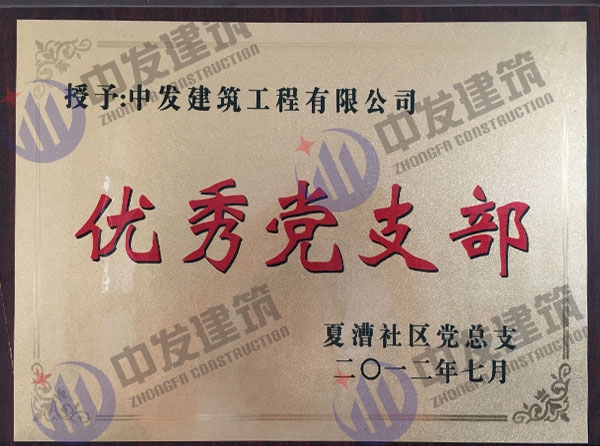 中发建筑
ZHONGFA CONSTRUCTION
中发建筑
ZHONGFA CONSTRUCTION
授予:中发建筑工程有限公司
优秀党支部
中发建筑
ZHONGFA CONSTRUCTION
中发建筑
ZHONGFA CONSTRUCTION
夏漕社区党总支
二〇一二年七月